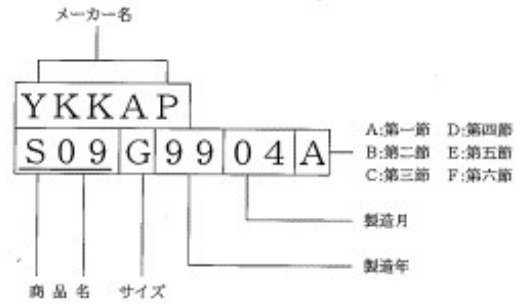 メーカー名
YKKAP
S09G9904A
A:第一節 D:第四節
B:第二節 E:第五節
C:第三節 F:第六節
製造月
製造年
商品名 サイズ